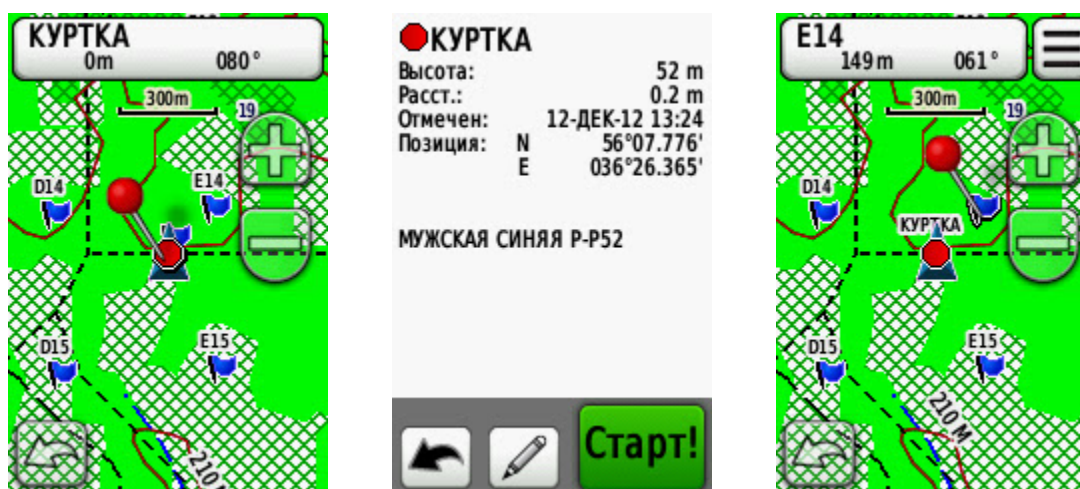 КУРТКА
0m 080°
300m
19
D14
E14
D15
E15
210
КУРТКА
Высота: 52 m
Расст.: 0.2 m
Отмечен: 12-ДЕК-12 13:24
Позиция: N 56°07.776'
E 036°26.365'
МУЖСКАЯ СИНЯЯ Р-Р52
Старт!
E14
149m 061°
300m
19
D14
КУРТКА
D15
E15
210 M